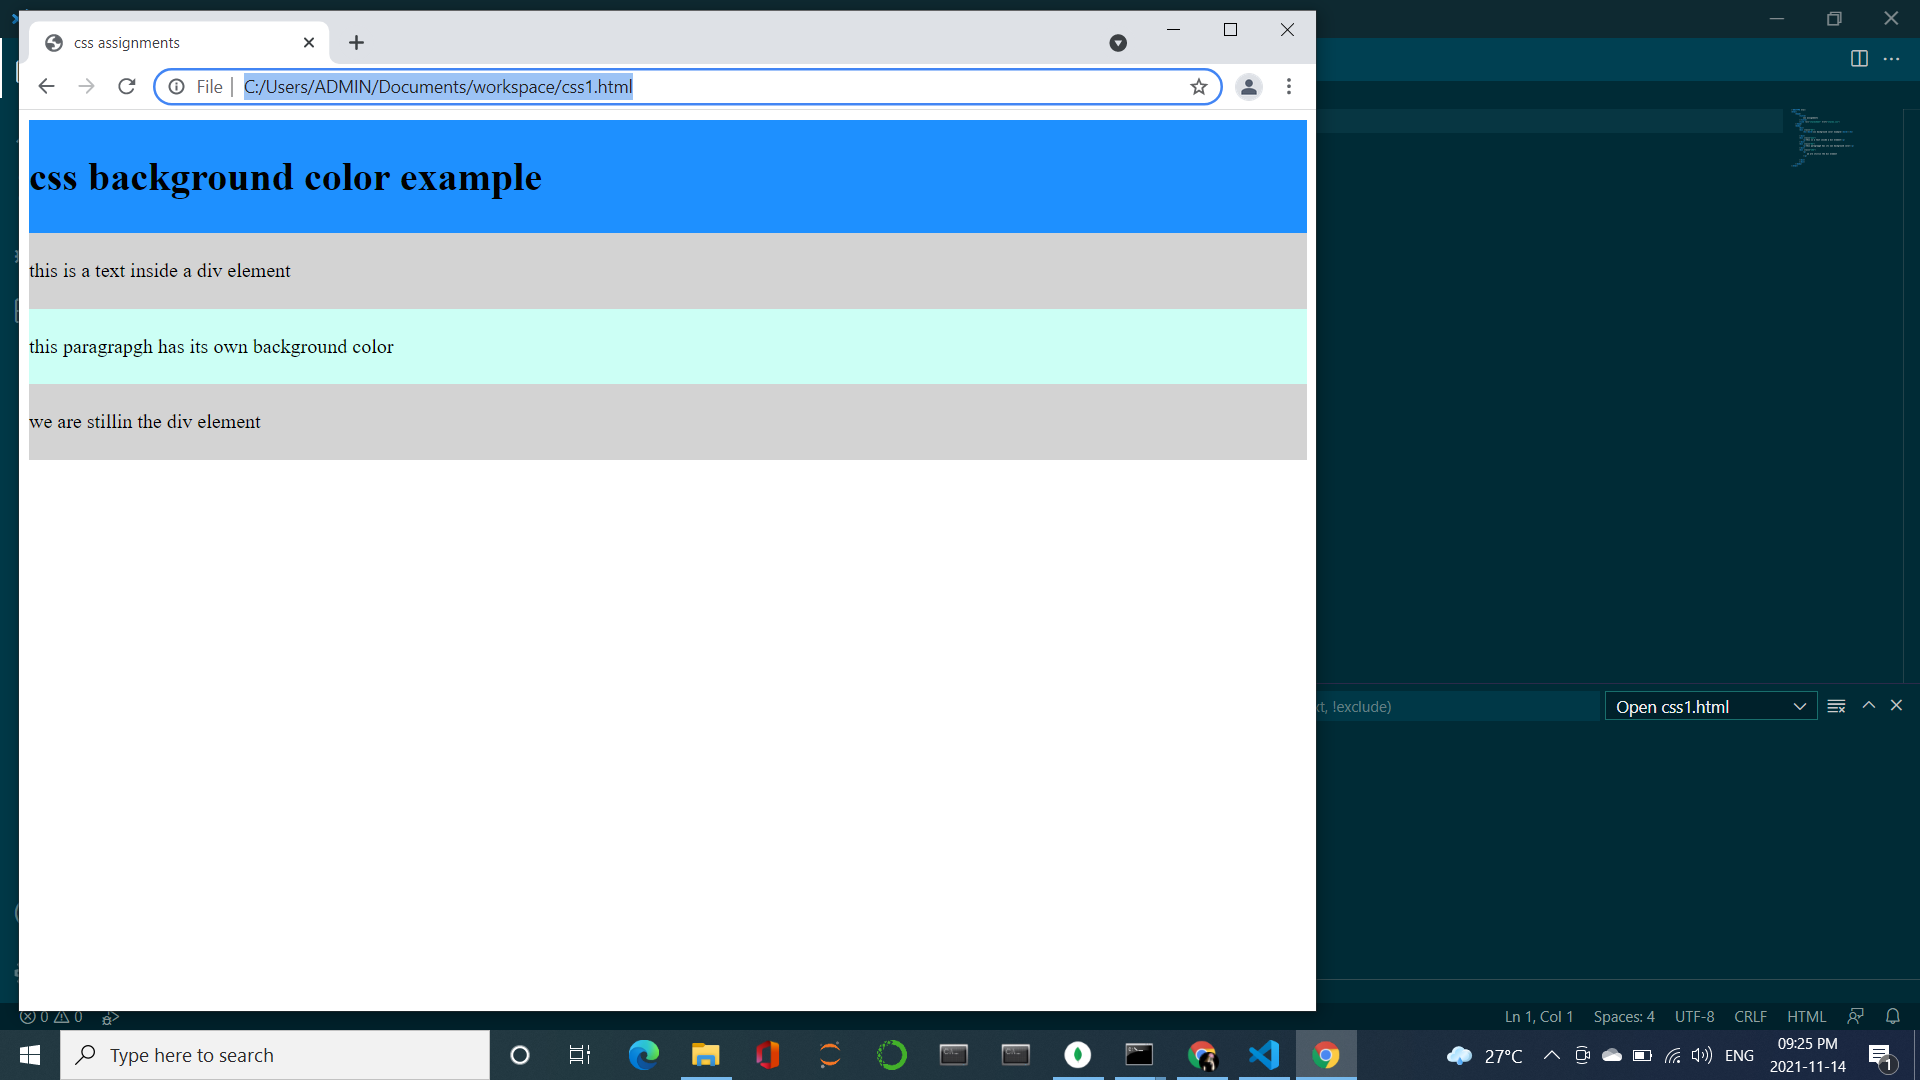 css assignments
File
C:/Users/ADMIN/Documents/workspace/css1.html
css background color example
this is a text inside a div element
this paragrapgh has its own background color
we are stillin the div element
!exclude)
Open css1.html
0 0
Ln 1, Col 1 Spaces: 4 UTF-8 CRLF HTML
Type here to search
27°C
ENG
09:25 PM
2021-11-14
1